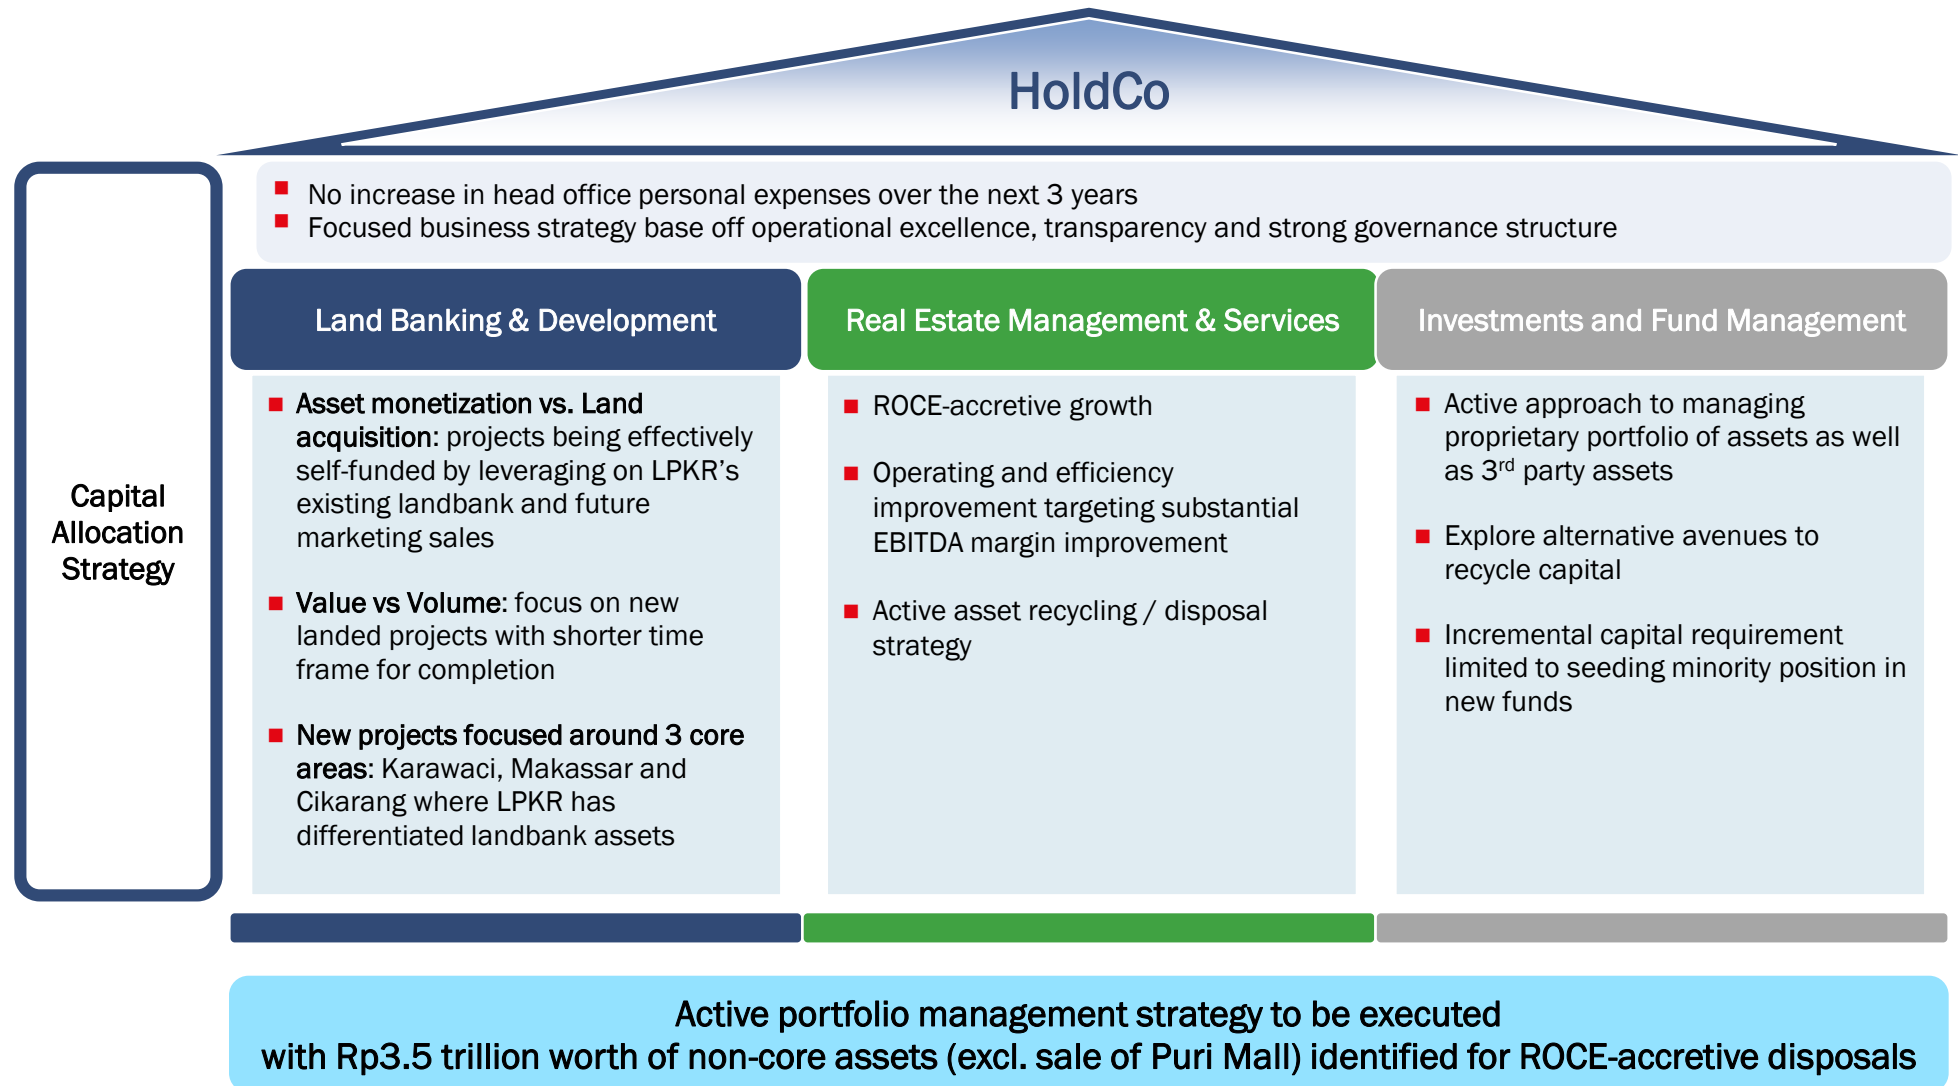 HoldCo
No increase in head office personal expenses over the next 3 years
Focused business strategy base off operational excellence, transparency and strong governance structure
Capital
Allocation
Strategy
Land Banking & Development
Asset monetization vs. Land
acquisition: projects being effectively
self-funded by leveraging on LPKR's
existing landbank and future
marketing sales
Value vs Volume: focus on new
landed projects with shorter time
frame for completion
New projects focused around 3 core
areas: Karawaci, Makassar and
Cikarang where LPKR has
differentiated landbank assets
Real Estate Management & Services
ROCE-accretive growth
Operating and efficiency
improvement targeting substantial
EBITDA margin improvement
Active asset recycling / disposal
strategy
Investments and Fund Management
Active approach to managing
proprietary portfolio of assets as well
as 3rd party assets
Explore alternative avenues to
recycle capital
Incremental capital requirement
limited to seeding minority position in
new funds
Active portfolio management strategy to be executed
with Rp3.5 trillion worth of non-core assets (excl. sale of Puri Mall) identified for ROCE-accretive disposals